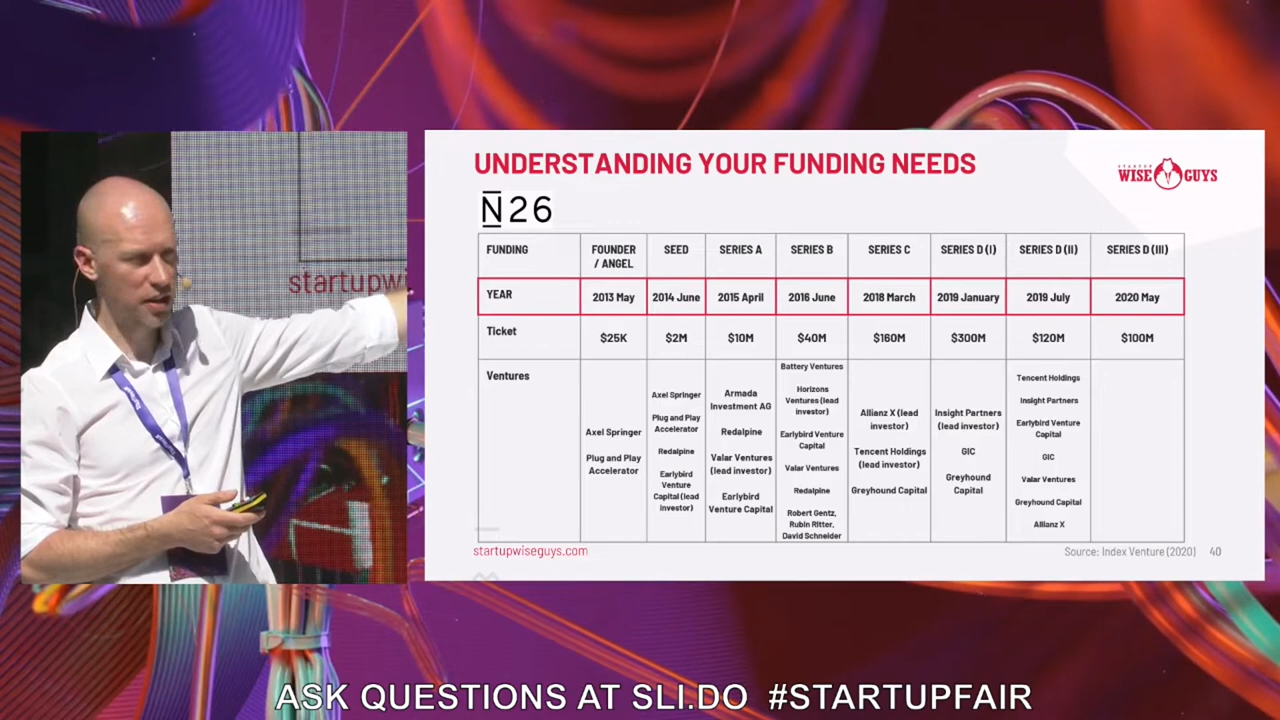 startupwi
UNDERSTANDING YOUR FUNDING NEEDS
STARTUP
WISE GUYS
N26
FUNDING
FOUNDER
/ ANGEL
SEED
SERIES A
SERIES B
SERIES C
SERIES D (I)
SERIES D (II)
SERIES D (III)
YEAR
2013 May
2014 June
2015 April
2016 June
2018 March
2019 January
2019 July
2020 May
Ticket
$25K
$2M
$10M
$40M
$160M
$300M
$120M
$100M
Ventures
Axel Springer
Plug and Play
Accelerator
Axel Springer
Plug and Play
Accelerator
Redalpine
Earlybird
Venture
Capital (lead
investor)
Armada
Investment AG
Redalpine
Valar Ventures
(lead investor)
Earlybird
Venture Capital
Battery Ventures
Horizons
Ventures (lead
investor)
Earlybird Venture
Capital
Valar Ventures
Redalpine
Robert Gentz,
Rubin Ritter,
David Schneider
Allianz X (lead
investor)
Tencent Holdings
(lead investor)
Greyhound Capital
Insight Partners
(lead investor)
GIC
Greyhound
Capital
Tencent Holdings
Insight Partners
Earlybird Venture
Capital
GIC
Valar Ventures
Greyhound Capital
Allianz X
startupwiseguys.com
Source: Index Venture (2020)
40
ASK QUESTIONS AT SLI.DO #STARTUPFAIR